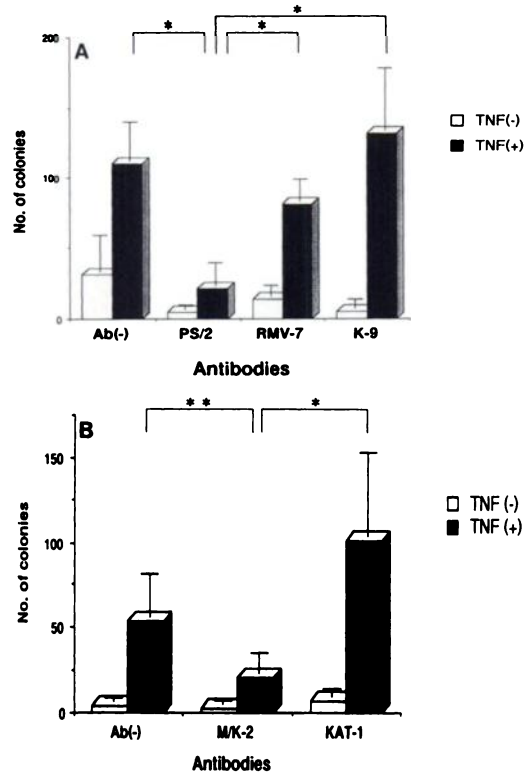 *
* *
200
A
TNF(-)
TNF(+)
No. of colonies
100
0
Ab(-) PS/2 RMV-7 K-9
Antibodies
* * *
B
150
TNF (-)
TNF (+)
No. of colonies
100
50
0
Ab(-) M/K-2 KAT-1
Antibodies